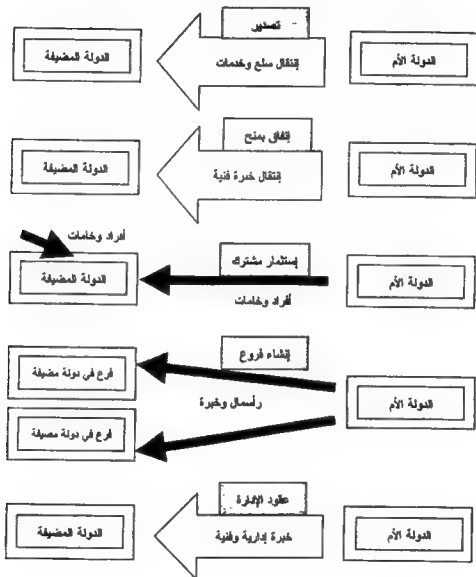 تصدير
الدولة الأم
إنتقال سلع وخدمات
الدولة المضيفة
إتفاق بمنح
الدولة الأم
إنتقال خبرة فنية
الدولة المضيفة
أفراد وخامات
إستثمار مشترك
الدولة الأم
الدولة المضيفة
أفراد وخامات
إنشاء فروع
فرع في دولة مضيفة
الدولة الأم
رأسمال وخبرة
فرع في دولة مضيفة
عقود الإدارة
الدولة الأم
خبرة إدارية وفنية
الدولة المضيفة